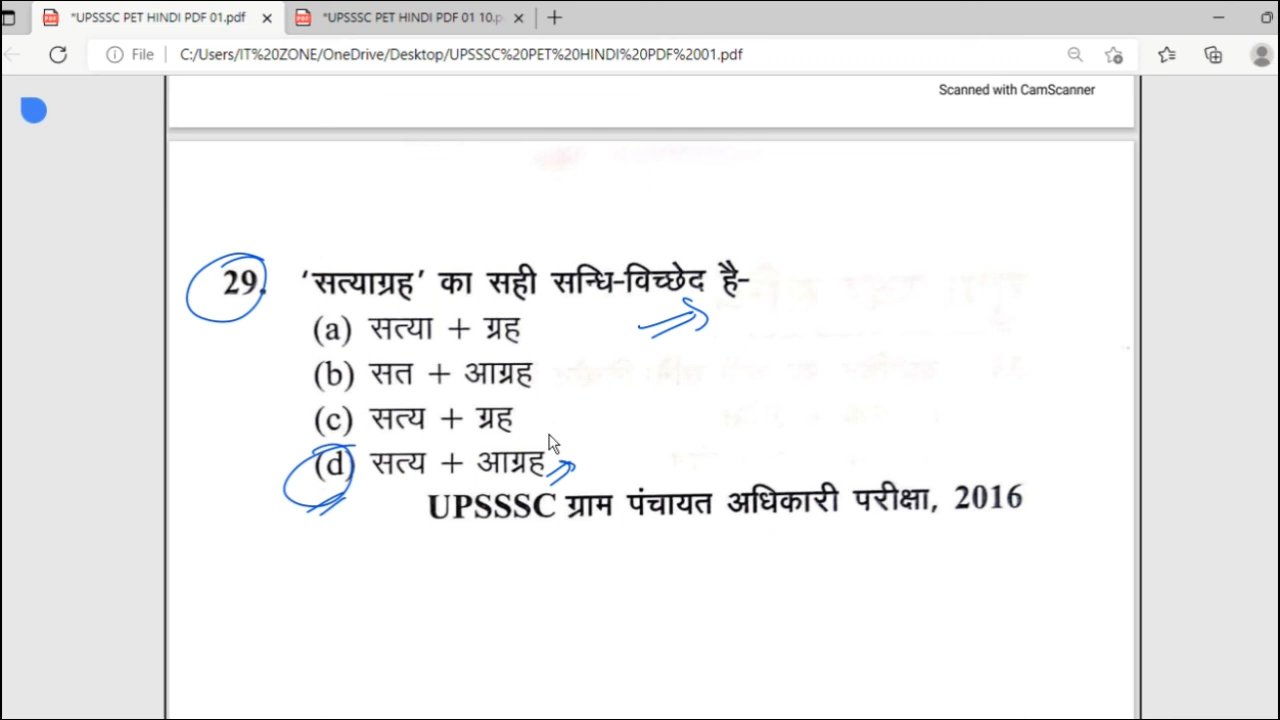 *UPSSSC PET HINDI PDF 01.pdf
*UPSSSC PET HINDI PDF 01 10.p
File
C:/Users/IT%20ZONE/OneDrive/Desktop/UPSSSC%20PET%20HINDI%20PDF%2001.pdf
Scanned with CamScanner
29. ‘सत्याग्रह’ का सही सन्धि-विच्छेद है-
(a) सत्या + ग्रह
(b) सत + आग्रह
(c) सत्य + ग्रह
(d) सत्य + आग्रह
UPSSSC ग्राम पंचायत अधिकारी परीक्षा, 2016